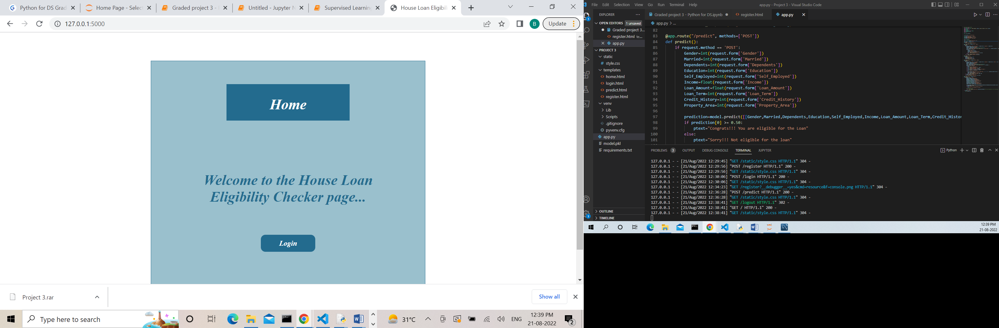 Python for DS Grad
Home Page - Select
Graded project 3 -
Untitled - Jupyter N
Supervised Learning
House Loan Eligibil
127.0.0.1:5000
B
Update
Home
Welcome to the House Loan
Eligibility Checker page...
Login
Project 3.rar
Show all
Type here to search
31°C
ENG
12:39 PM
21-08-2022
2
File Edit Selection View Go Run Terminal Help
app.py - Project 3 - Visual Studio Code
EXPLORER
OPEN EDITORS 1 unsaved
Graded project 3...
register.html te...
app.py
PROJECT 3
static
# style.css
templates
<> home.html
<> login.html
<> predict.html
<> register.html
venv
Lib
Scripts
.gitignore
pyvenv.cfg
app.py
model.pkl
requirements.txt
OUTLINE
TIMELINE
1
1
Graded project 3 - Python for DS.ipynb
<> register.html
app.py
app.py > ...
82
83 @app.route("/predict", methods=['POST'])
84 def predict():
85 if request.method == 'POST':
86 Gender=int(request.form['Gender'])
87 Married=int(request.form['Married'])
88 Dependents=int(request.form['Dependents'])
89 Education=int(request.form['Education'])
90 Self_Employed=int(request.form['Self_Employed'])
91 Income=float(request.form['Income'])
92 Loan_Amount=float(request.form['Loan_Amount'])
93 Loan_Term=int(request.form['Loan_Term'])
94 Credit_History=int(request.form['Credit_History'])
95 Property_Area=int(request.form['Property_Area'])
96
97 prediction=model.predict([[Gender,Married,Dependents,Education,Self_Employed,Income,Loan_Amount,Loan_Term,Credit_Histor
98 if prediction[0] >= 0.50:
99 ptext="Congrats!!! You are eligible for the Loan"
100 else:
101 ptext="Sorry!!! Not eligible for the loan"
PROBLEMS 3 OUTPUT DEBUG CONSOLE TERMINAL JUPYTER
Python
127.0.0.1 - - [21/Aug/2022 12:29:45] "GET /static/style.css HTTP/1.1" 304 -
127.0.0.1 - - [21/Aug/2022 12:29:56] "POST /register HTTP/1.1" 200 -
127.0.0.1 - - [21/Aug/2022 12:29:56] "GET /static/style.css HTTP/1.1" 304 -
127.0.0.1 - - [21/Aug/2022 12:30:06] "POST /login HTTP/1.1" 200 -
127.0.0.1 - - [21/Aug/2022 12:30:06] "GET /static/style.css HTTP/1.1" 304 -
127.0.0.1 - - [21/Aug/2022 12:34:23] "GET /register?__debugger__=yes&cmd=resource&f=console.png HTTP/1.1" 304 -
127.0.0.1 - - [21/Aug/2022 12:36:28] "POST /predict HTTP/1.1" 200 -
127.0.0.1 - - [21/Aug/2022 12:36:28] "GET /static/style.css HTTP/1.1" 304 -
127.0.0.1 - - [21/Aug/2022 12:38:41] "GET /logout HTTP/1.1" 302 -
127.0.0.1 - - [21/Aug/2022 12:38:41] "GET / HTTP/1.1" 200 -
127.0.0.1 - - [21/Aug/2022 12:38:41] "GET /static/style.css HTTP/1.1" 304 -
12:39 PM
21-08-2022